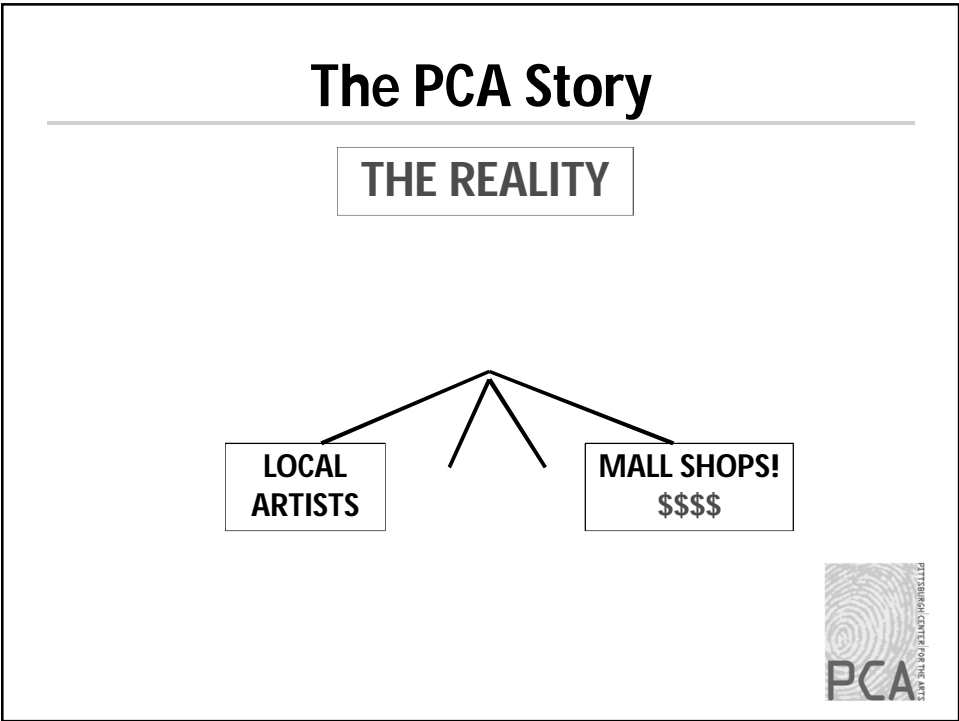 The PCA Story
THE REALITY
LOCAL
ARTISTS
MALL SHOPS!
$$$$
PITTSBURGH CENTER FOR THE ARTS
PCA